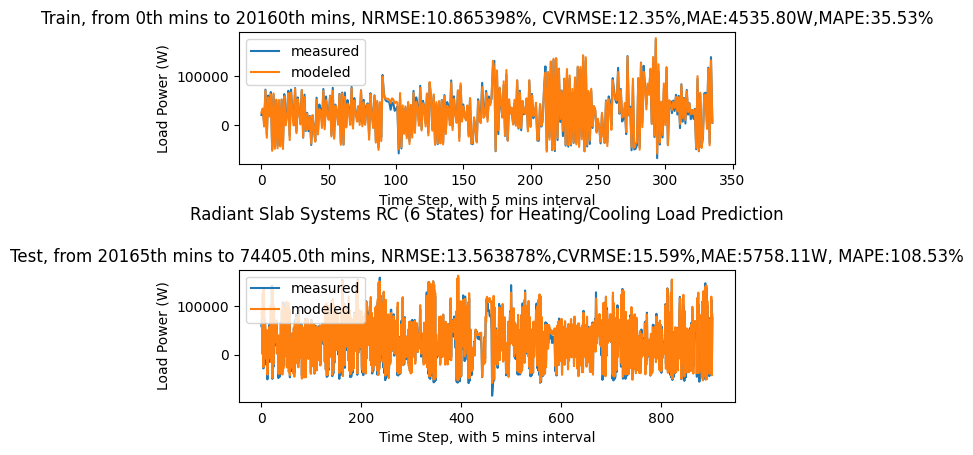 Train, from 0th mins to 20160th mins, NRMSE:10.865398%, CVRMSE:12.35%,MAE:4535.80W,MAPE:35.53%
Load Power (W)
measured
modeled
100000
0
0 50 100 150 200 250 300 350
Time Step, with 5 mins interval
Radiant Slab Systems RC (6 States) for Heating/Cooling Load Prediction
Test, from 20165th mins to 74405.0th mins, NRMSE:13.563878%,CVRMSE:15.59%,MAE:5758.11W, MAPE:108.53%
Load Power (W)
measured
modeled
100000
0
0 200 400 600 800
Time Step, with 5 mins interval